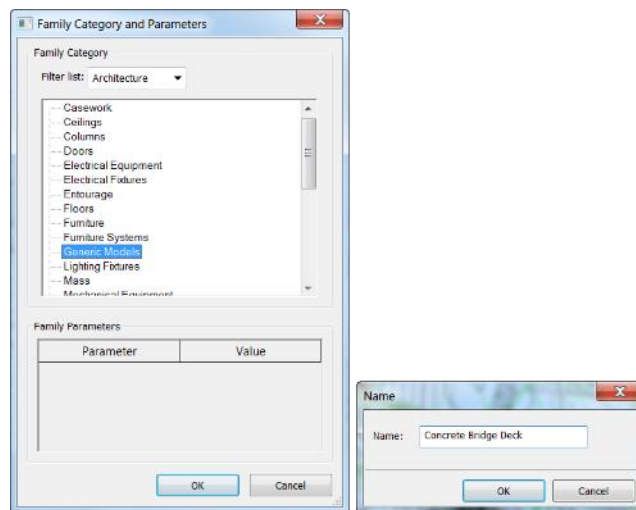 Family Category and Parameters
Family Category
Filter list: Architecture
Casework
Ceilings
Columns
Doors
Electrical Equipment
Electrical Fixtures
Entourage
Floors
Furniture
Furniture Systems
Generic Models
Lighting Fixtures
Mass
Mechanical Equipment
Family Parameters
Parameter Value
OK Cancel
Name
Name: Concrete Bridge Deck
OK Cancel